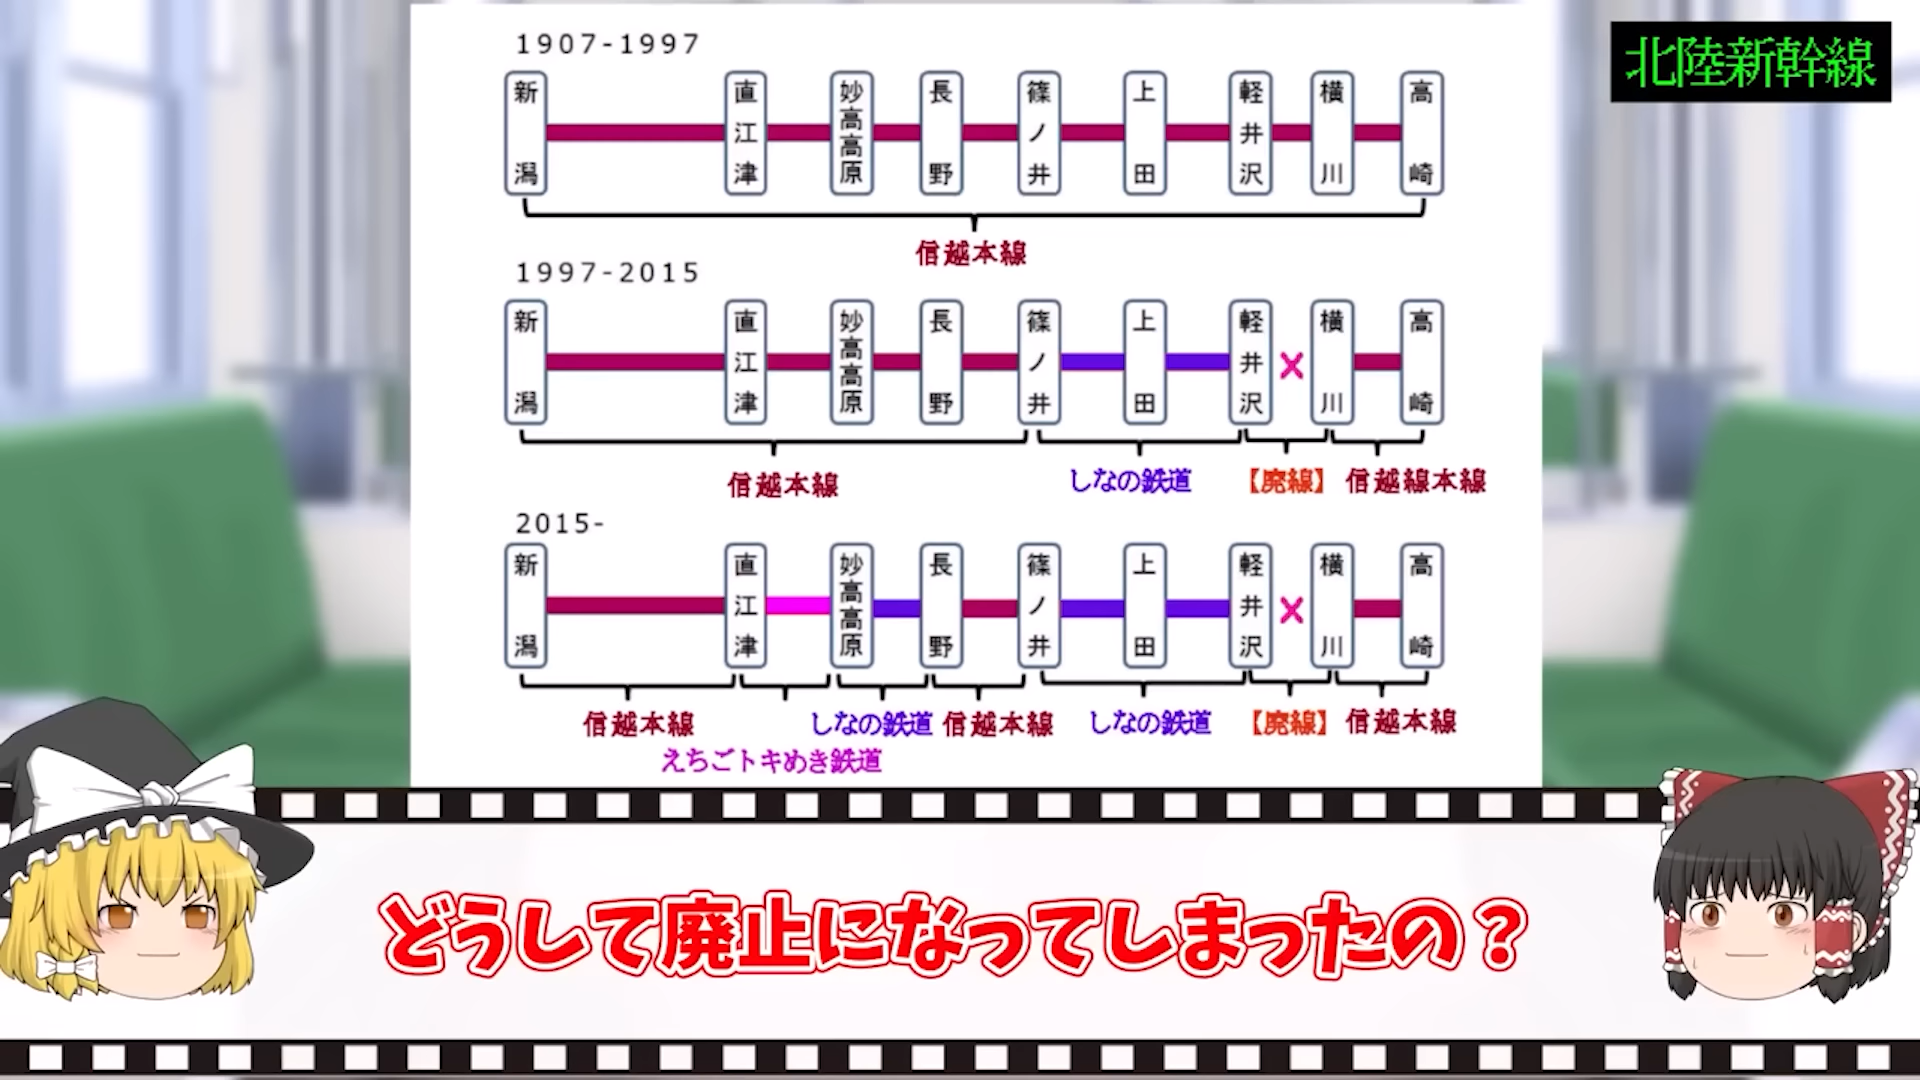 北陸新幹線
1907-1997
新潟
直江津
妙高高原
長野
篠ノ井
上田
軽井沢
横川
高崎
信越本線
1997-2015
新潟
直江津
妙高高原
長野
篠ノ井
上田
軽井沢
×
横川
高崎
信越本線
しなの鉄道
【廃線】
信越線本線
2015-
新潟
直江津
妙高高原
長野
篠ノ井
上田
軽井沢
×
横川
高崎
信越本線
えちごトキめき鉄道
しなの鉄道
信越本線
しなの鉄道
【廃線】
信越本線
どうして廃止になってしまったの？